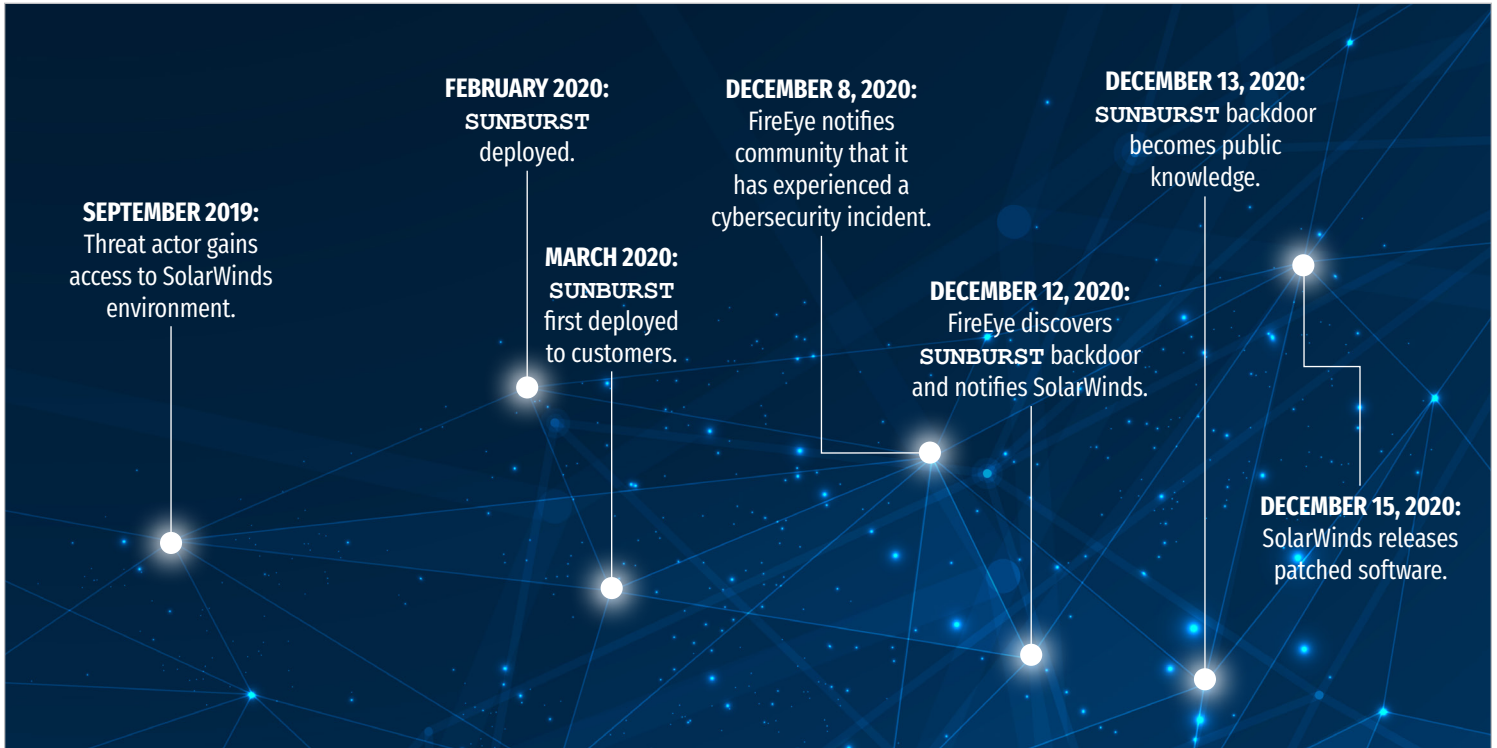 SEPTEMBER 2019:
Threat actor gains
access to SolarWinds
environment.
FEBRUARY 2020:
SUNBURST
deployed.
MARCH 2020:
SUNBURST
first deployed
to customers.
DECEMBER 8, 2020:
FireEye notifies
community that it
has experienced a
cybersecurity incident.
DECEMBER 12, 2020:
FireEye discovers
SUNBURST backdoor
and notifies SolarWinds.
DECEMBER 13, 2020:
SUNBURST backdoor
becomes public
knowledge.
DECEMBER 15, 2020:
SolarWinds releases
patched software.